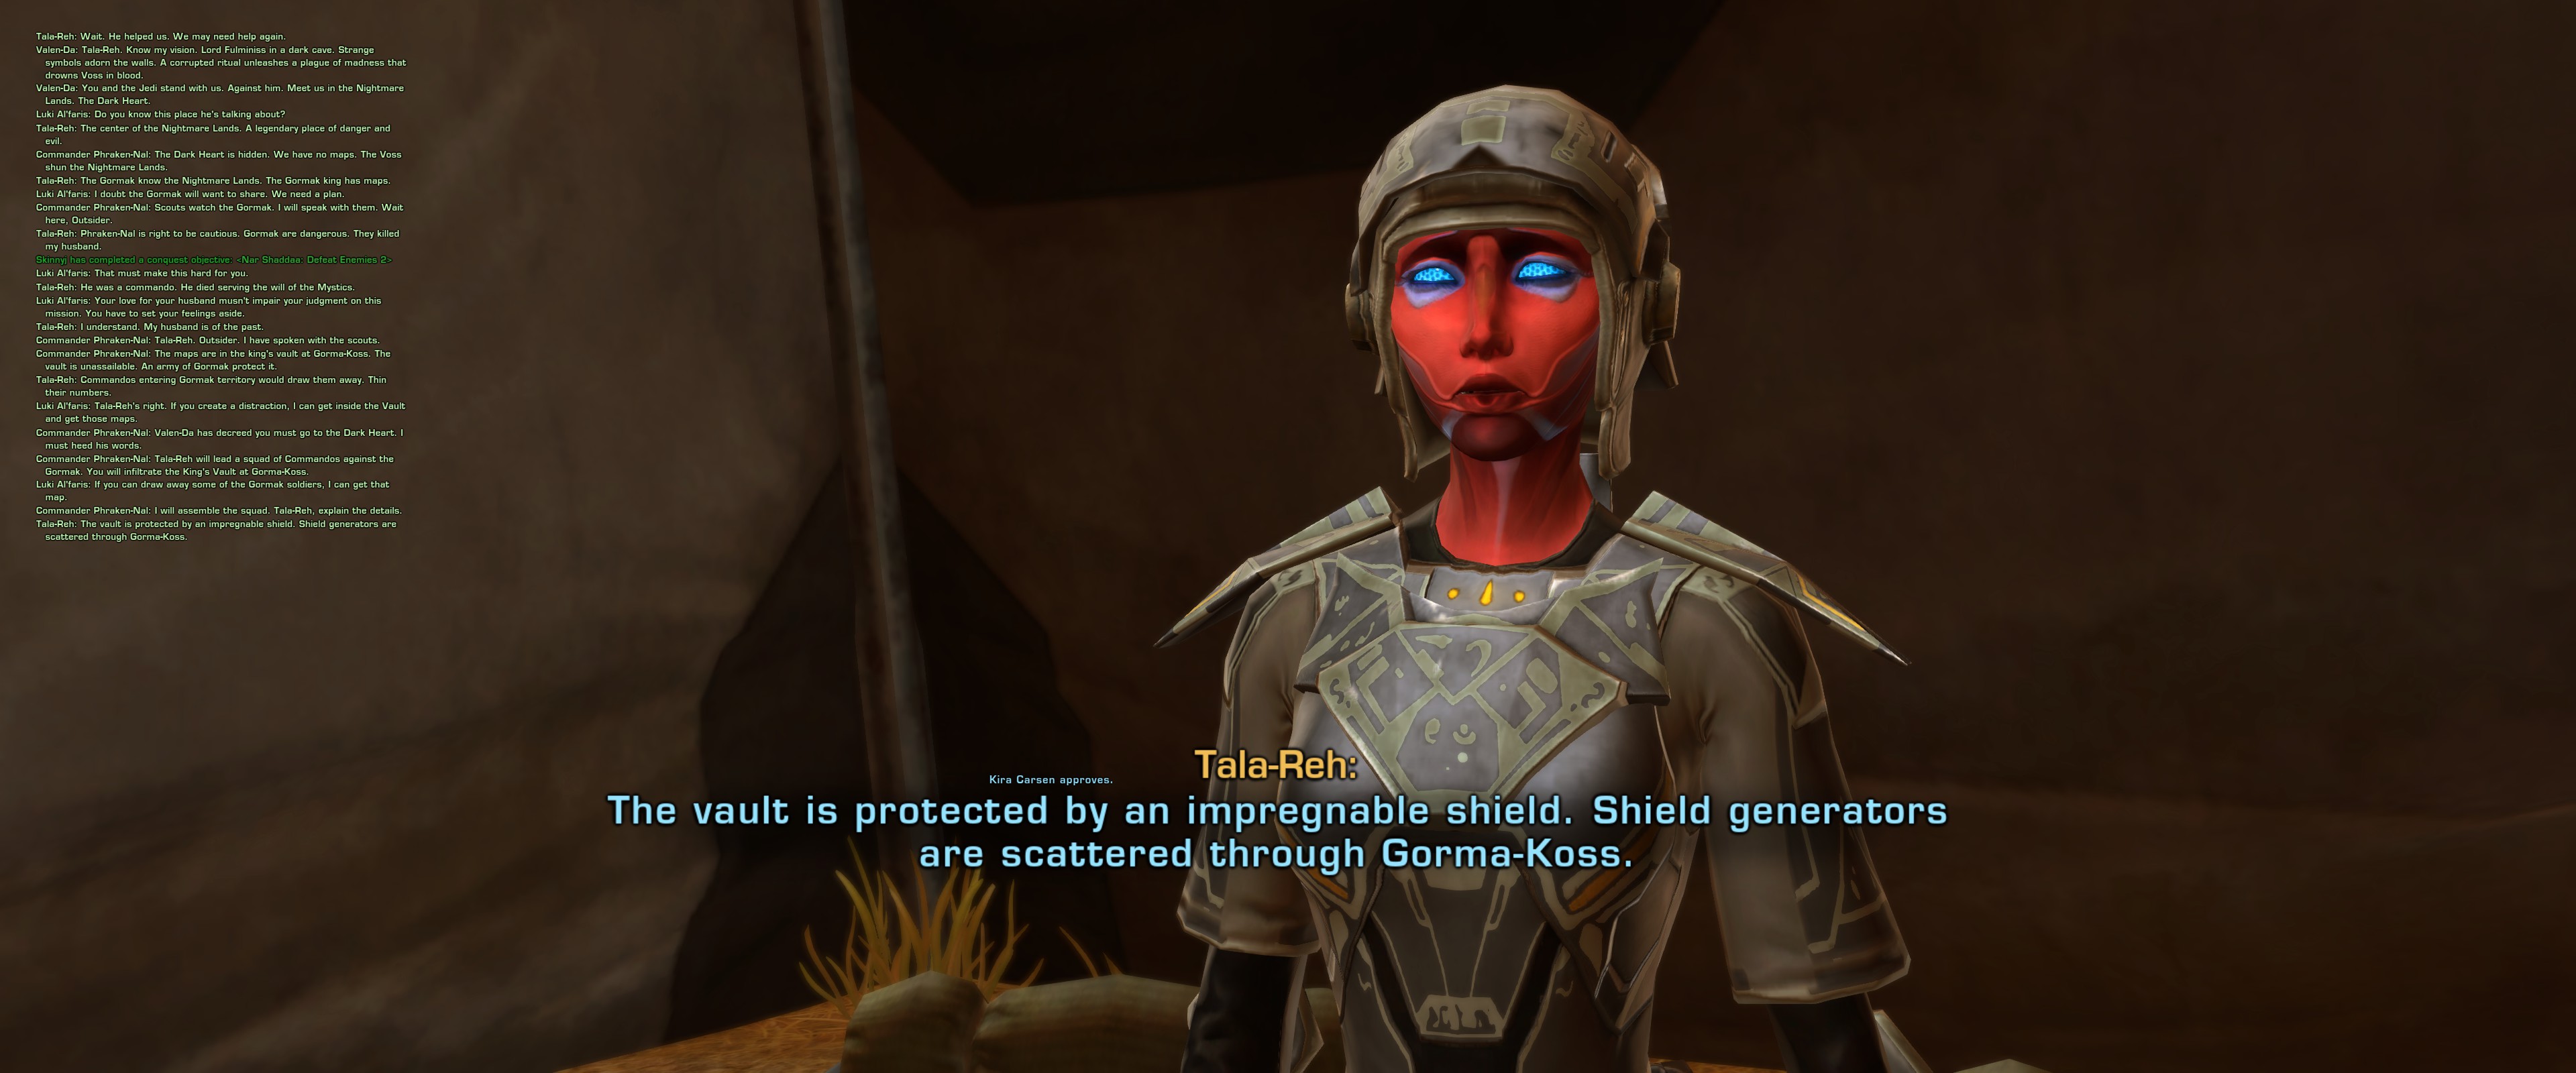 Tala-Reh: Wait. He helped us. We may need help again.
Valen-Da: Tala-Reh. Know my vision. Lord Fulminiss in a dark cave. Strange
symbols adorn the walls. A corrupted ritual unleashes a plague of madness that
drowns Voss in blood.
Valen-Da: You and the Jedi stand with us. Against him. Meet us in the Nightmare
Lands. The Dark Heart.
Luki Al'faris: Do you know this place he's talking about?
Tala-Reh: The center of the Nightmare Lands. A legendary place of danger and
evil.
Commander Phraken-Nal: The Dark Heart is hidden. We have no maps. The Voss
shun the Nightmare Lands.
Tala-Reh: The Gormak know the Nightmare Lands. The Gormak king has maps.
Luki Al'faris: I doubt the Gormak will want to share. We need a plan.
Commander Phraken-Nal: Scouts watch the Gormak. I will speak with them. Wait
here, Outsider.
Tala-Reh: Phraken-Nal is right to be cautious. Gormak are dangerous. They killed
my husband.
Skinnyj has completed a conquest objective: <Nar Shaddaa: Defeat Enemies 2>
Luki Al'faris: That must make this hard for you.
Tala-Reh: He was a commando. He died serving the will of the Mystics.
Luki Al'faris: Your love for your husband musn't impair your judgment on this
mission. You have to set your feelings aside.
Tala-Reh: I understand. My husband is of the past.
Commander Phraken-Nal: Tala-Reh. Outsider. I have spoken with the scouts.
Commander Phraken-Nal: The maps are in the king's vault at Gorma-Koss. The
vault is unassailable. An army of Gormak protect it.
Tala-Reh: Commandos entering Gormak territory would draw them away. Thin
their numbers.
Luki Al'faris: Tala-Reh's right. If you create a distraction, I can get inside the Vault
and get those maps.
Commander Phraken-Nal: Valen-Da has decreed you must go to the Dark Heart. I
must heed his words.
Commander Phraken-Nal: Tala-Reh will lead a squad of Commandos against the
Gormak. You will infiltrate the King's Vault at Gorma-Koss.
Luki Al'faris: If you can draw away some of the Gormak soldiers, I can get that
map.
Commander Phraken-Nal: I will assemble the squad. Tala-Reh, explain the details.
Tala-Reh: The vault is protected by an impregnable shield. Shield generators are
scattered through Gorma-Koss.
Tala-Reh:
Kira Carsen approves.
The vault is protected by an impregnable shield. Shield generators
are scattered through Gorma-Koss.